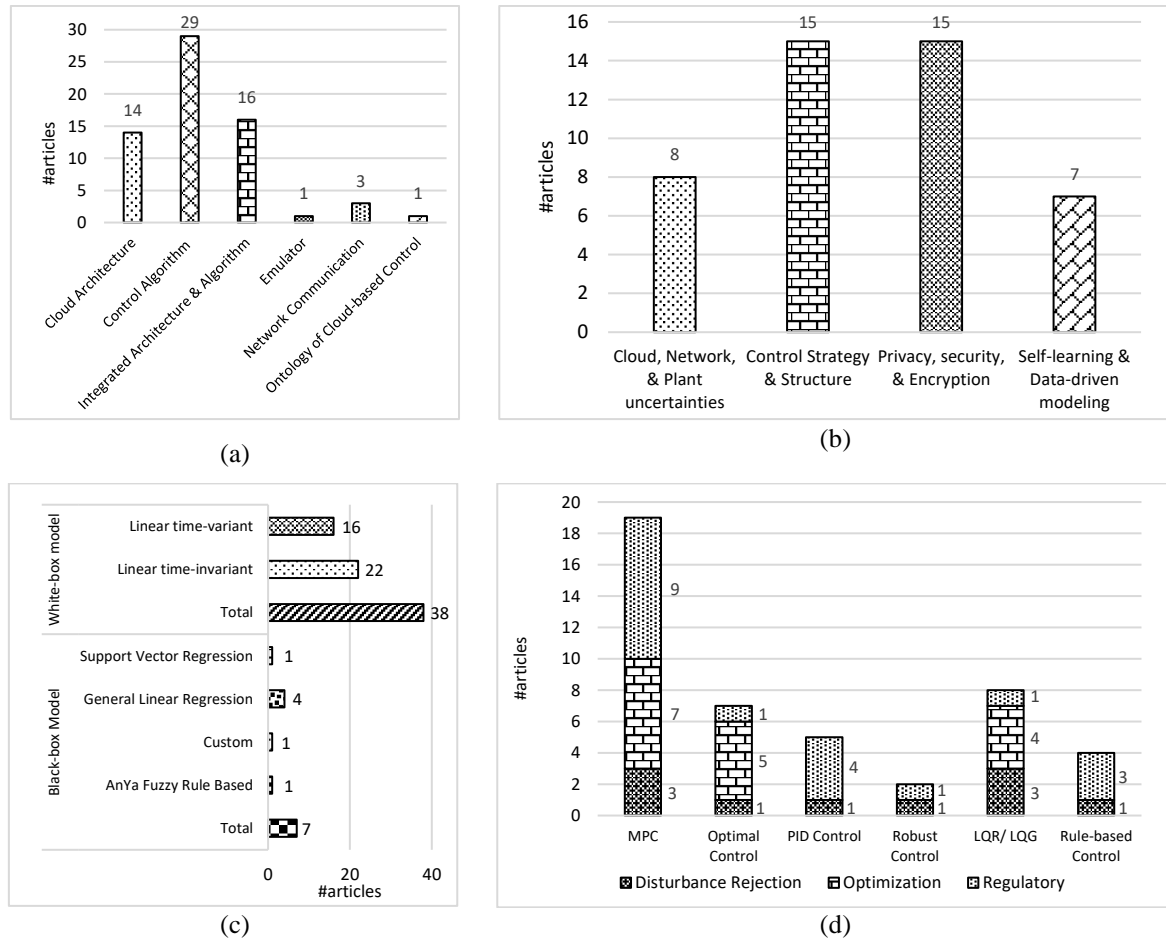 30
25
20
15
10
5
0
#articles
14
29
16
1
3
1
Cloud Architecture
Control Algorithm
Integrated Architecture & Algorithm
Emulator
Network Communication
Ontology of Cloud-based Control
(a)
16
14
12
10
8
6
4
2
0
#articles
8
15
15
7
Cloud, Network,
& Plant
uncertainties
Control Strategy
& Structure
Privacy, security,
& Encryption
Self-learning &
Data-driven
modeling
(b)
White-box model
Linear time-variant
16
Linear time-invariant
22
Total
38
Black-box Model
Support Vector Regression
1
General Linear Regression
4
Custom
1
AnYa Fuzzy Rule Based
1
Total
7
0
20
40
#articles
(c)
20
18
16
14
12
10
8
6
4
2
0
#articles
9
7
3
1
5
1
4
1
1
1
1
4
3
3
1
MPC
Optimal
Control
PID Control
Robust
Control
LQR/ LQG
Rule-based
Control
Disturbance Rejection
Optimization
Regulatory
(d)